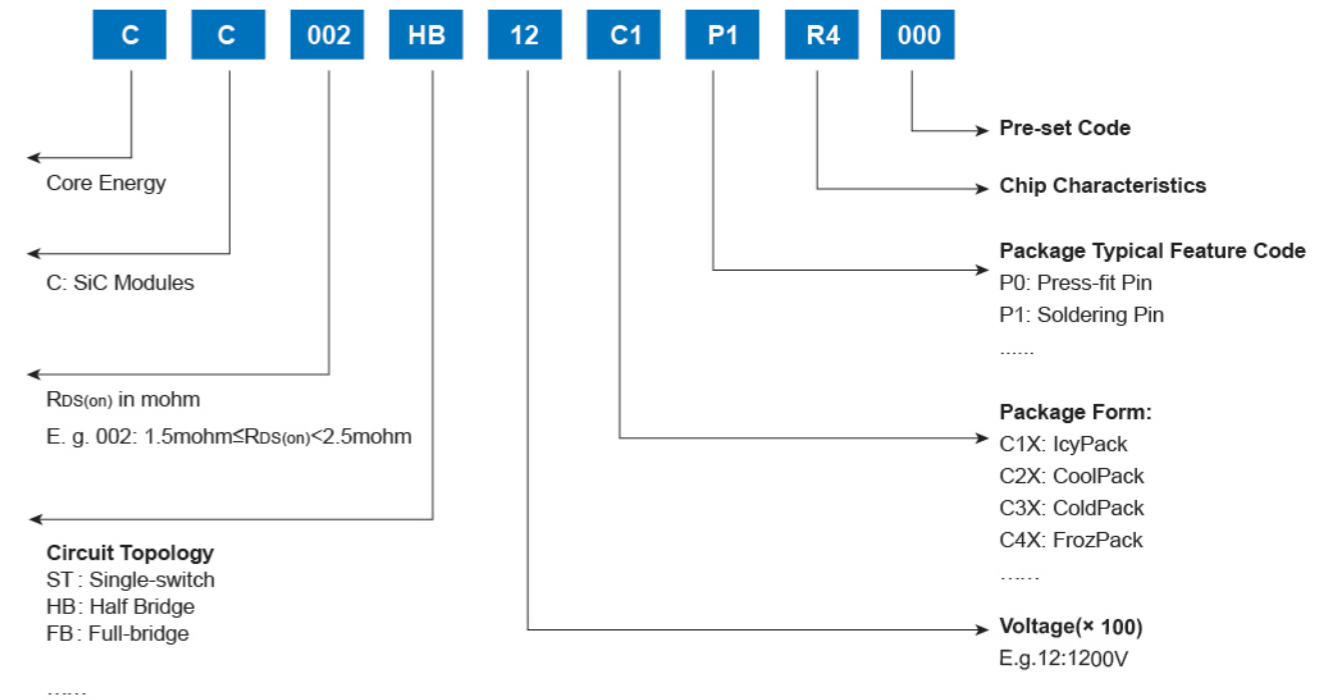 C C 002 HB 12 C1 P1 R4 000
Core Energy
C: SiC Modules
RDS(on) in mohm
E. g. 002: 1.5mohm≤RDS(on)<2.5mohm
Circuit Topology
ST : Single-switch
HB : Half Bridge
FB : Full-bridge
......
Pre-set Code
Chip Characteristics
Package Typical Feature Code
P0: Press-fit Pin
P1: Soldering Pin
......
Package Form:
C1X: IcyPack
C2X: CoolPack
C3X: ColdPack
C4X: FrozPack
......
Voltage(× 100)
E.g.12:1200V